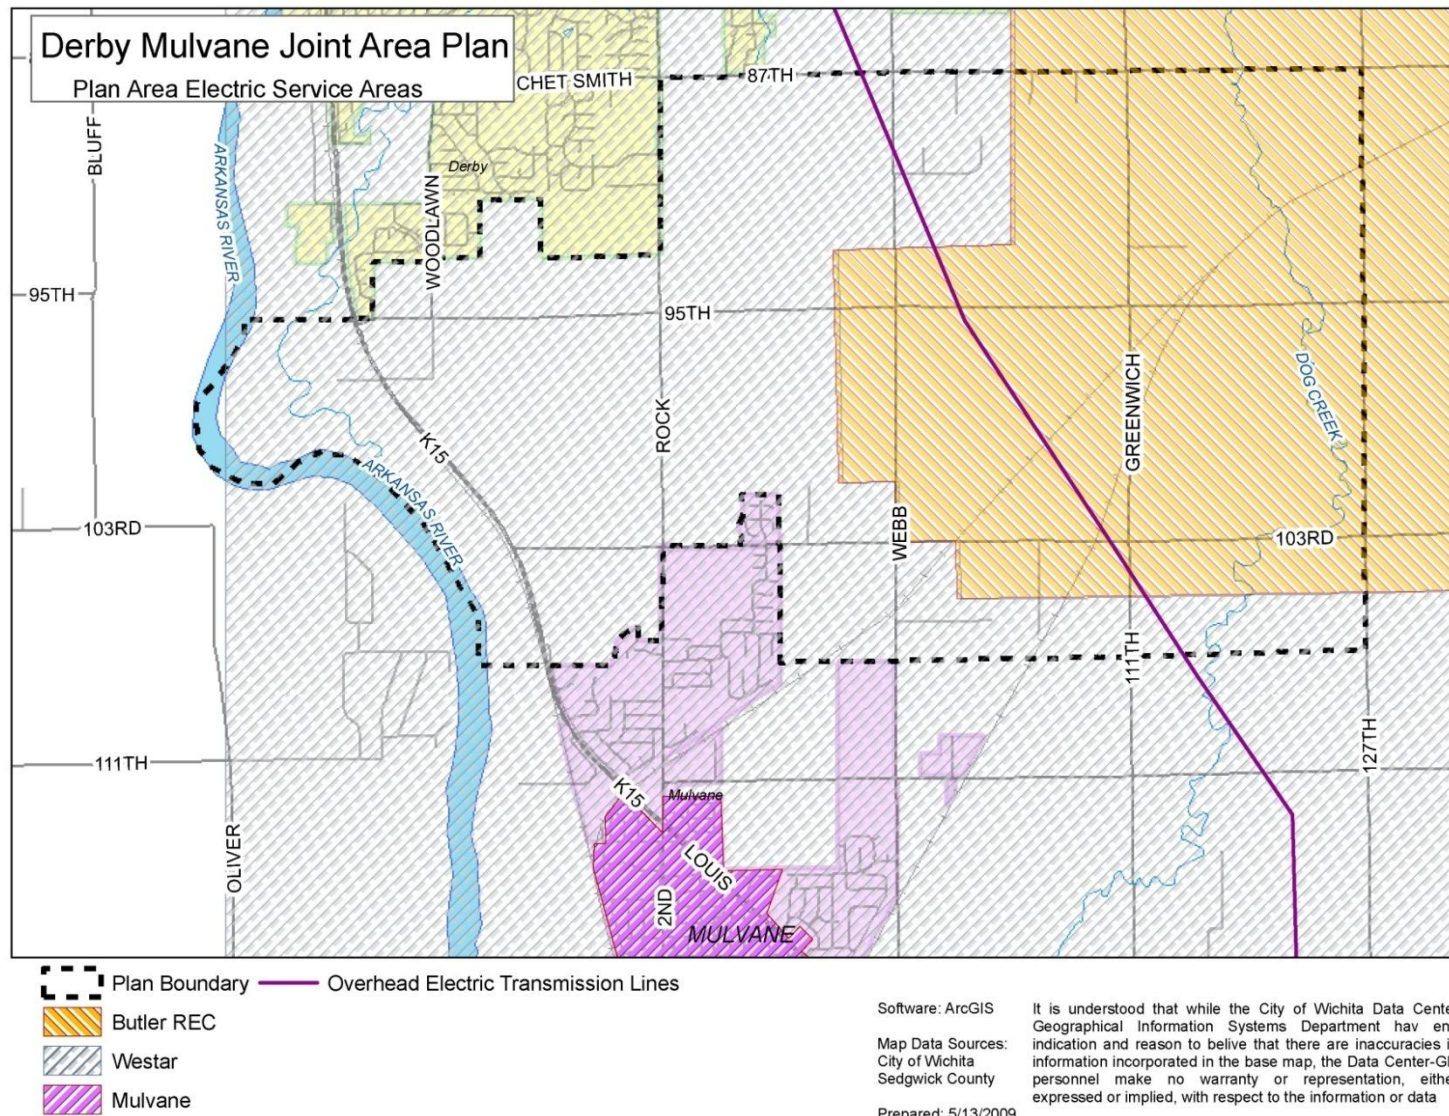 Derby Mulvane Joint Area Plan
Plan Area Electric Service Areas
CHET SMITH
87TH
BLUFF
ARKANSAS RIVER
Derby
WOODLAWN
95TH
95TH
K15
ROCK
GREENWICH
DOG CREEK
ARKANSAS RIVER
103RD
WEBB
103RD
111TH
127TH
111TH
K15
Mulvane
OLIVER
LOUIS
2ND
MULVANE
Plan Boundary
Overhead Electric Transmission Lines
Butler REC
Westar
Mulvane
Software: ArcGIS
Map Data Sources:
City of Wichita
Sedgwick County
Prepared: 5/13/2009
It is understood that while the City of Wichita Data Cente
Geographical Information Systems Department hav en
indication and reason to belive that there are inaccuracies i
information incorporated in the base map, the Data Center-GI
personnel make no warranty or representation, eithe
expressed or implied, with respect to the information or data